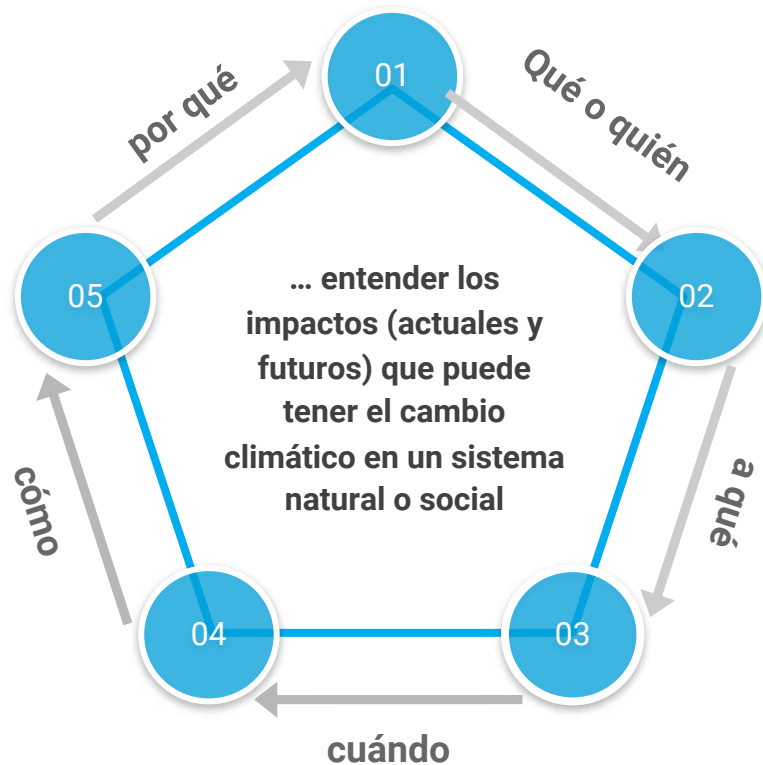 01
Qué o quién
02
a qué
03
cuándo
04
cómo
05
por qué
… entender los
impactos (actuales y
futuros) que puede
tener el cambio
climático en un sistema
natural o social